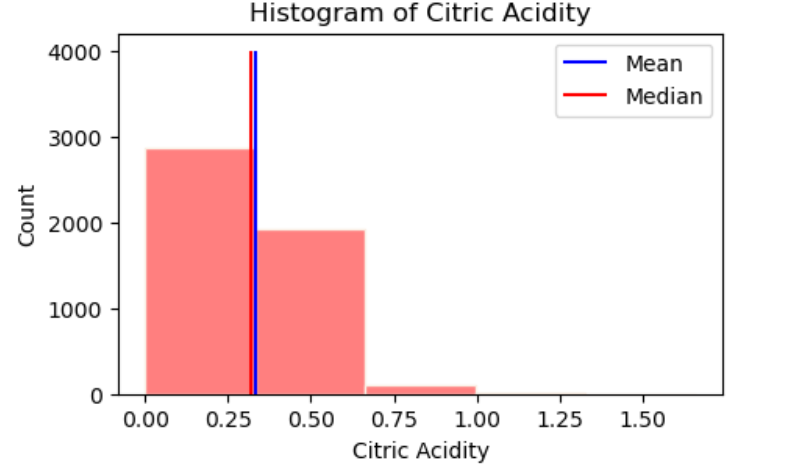 Histogram of Citric Acidity
4000
3000
2000
1000
0
Count
Mean
Median
0.00 0.25 0.50 0.75 1.00 1.25 1.50
Citric Acidity